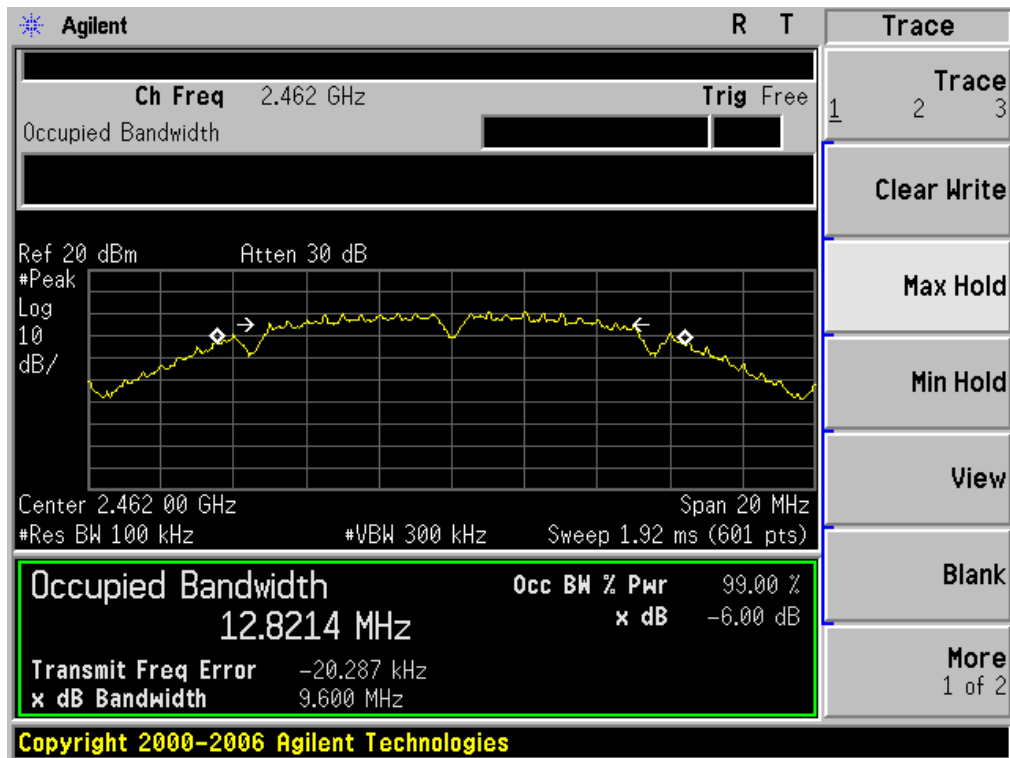 Agilent R T
Ch Freq 2.462 GHz Trig Free
Occupied Bandwidth
Ref 20 dBm Atten 30 dB
#Peak
Log
10
dB/
Center 2.462 00 GHz Span 20 MHz
#Res BW 100 kHz #VBW 300 kHz Sweep 1.92 ms (601 pts)
Occupied Bandwidth Occ BW % Pwr 99.00 %
12.8214 MHz x dB -6.00 dB
Transmit Freq Error -20.287 kHz
x dB Bandwidth 9.600 MHz
Copyright 2000-2006 Agilent Technologies
Trace
Trace
1 2 3
Clear Write
Max Hold
Min Hold
View
Blank
More
1 of 2